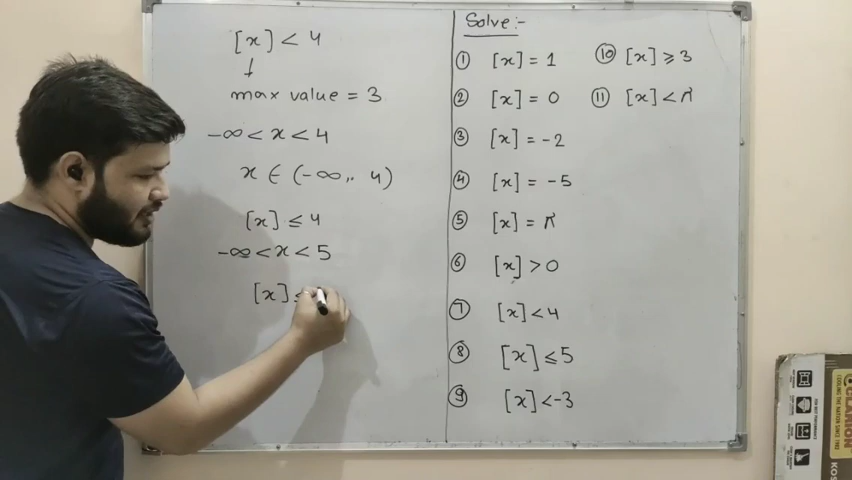 [x] < 4
↓
max value = 3
-∞ < x < 4
x ∈ (-∞, 4)
[x] ≤ 4
-∞ < x < 5
[x] ≤
Solve:-
① [x] = 1
② [x] = 0
③ [x] = -2
④ [x] = -5
⑤ [x] = π
⑥ [x] > 0
⑦ [x] < 4
⑧ [x] ≤ 5
⑨ [x] < -3
⑩ [x] ⩾ 3
⑪ [x] < π
CLARION